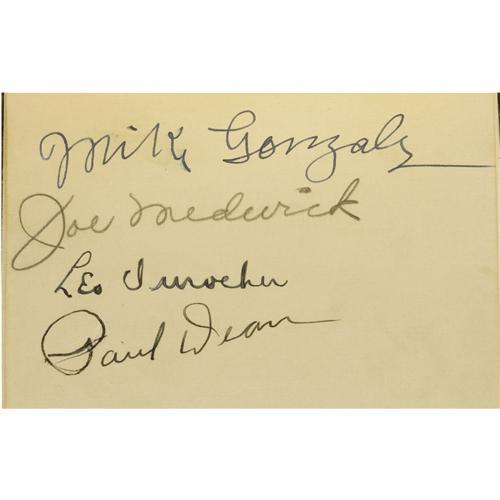 Mike Gonzalez
Joe Medwick
Leo Durocher
Paul Dean